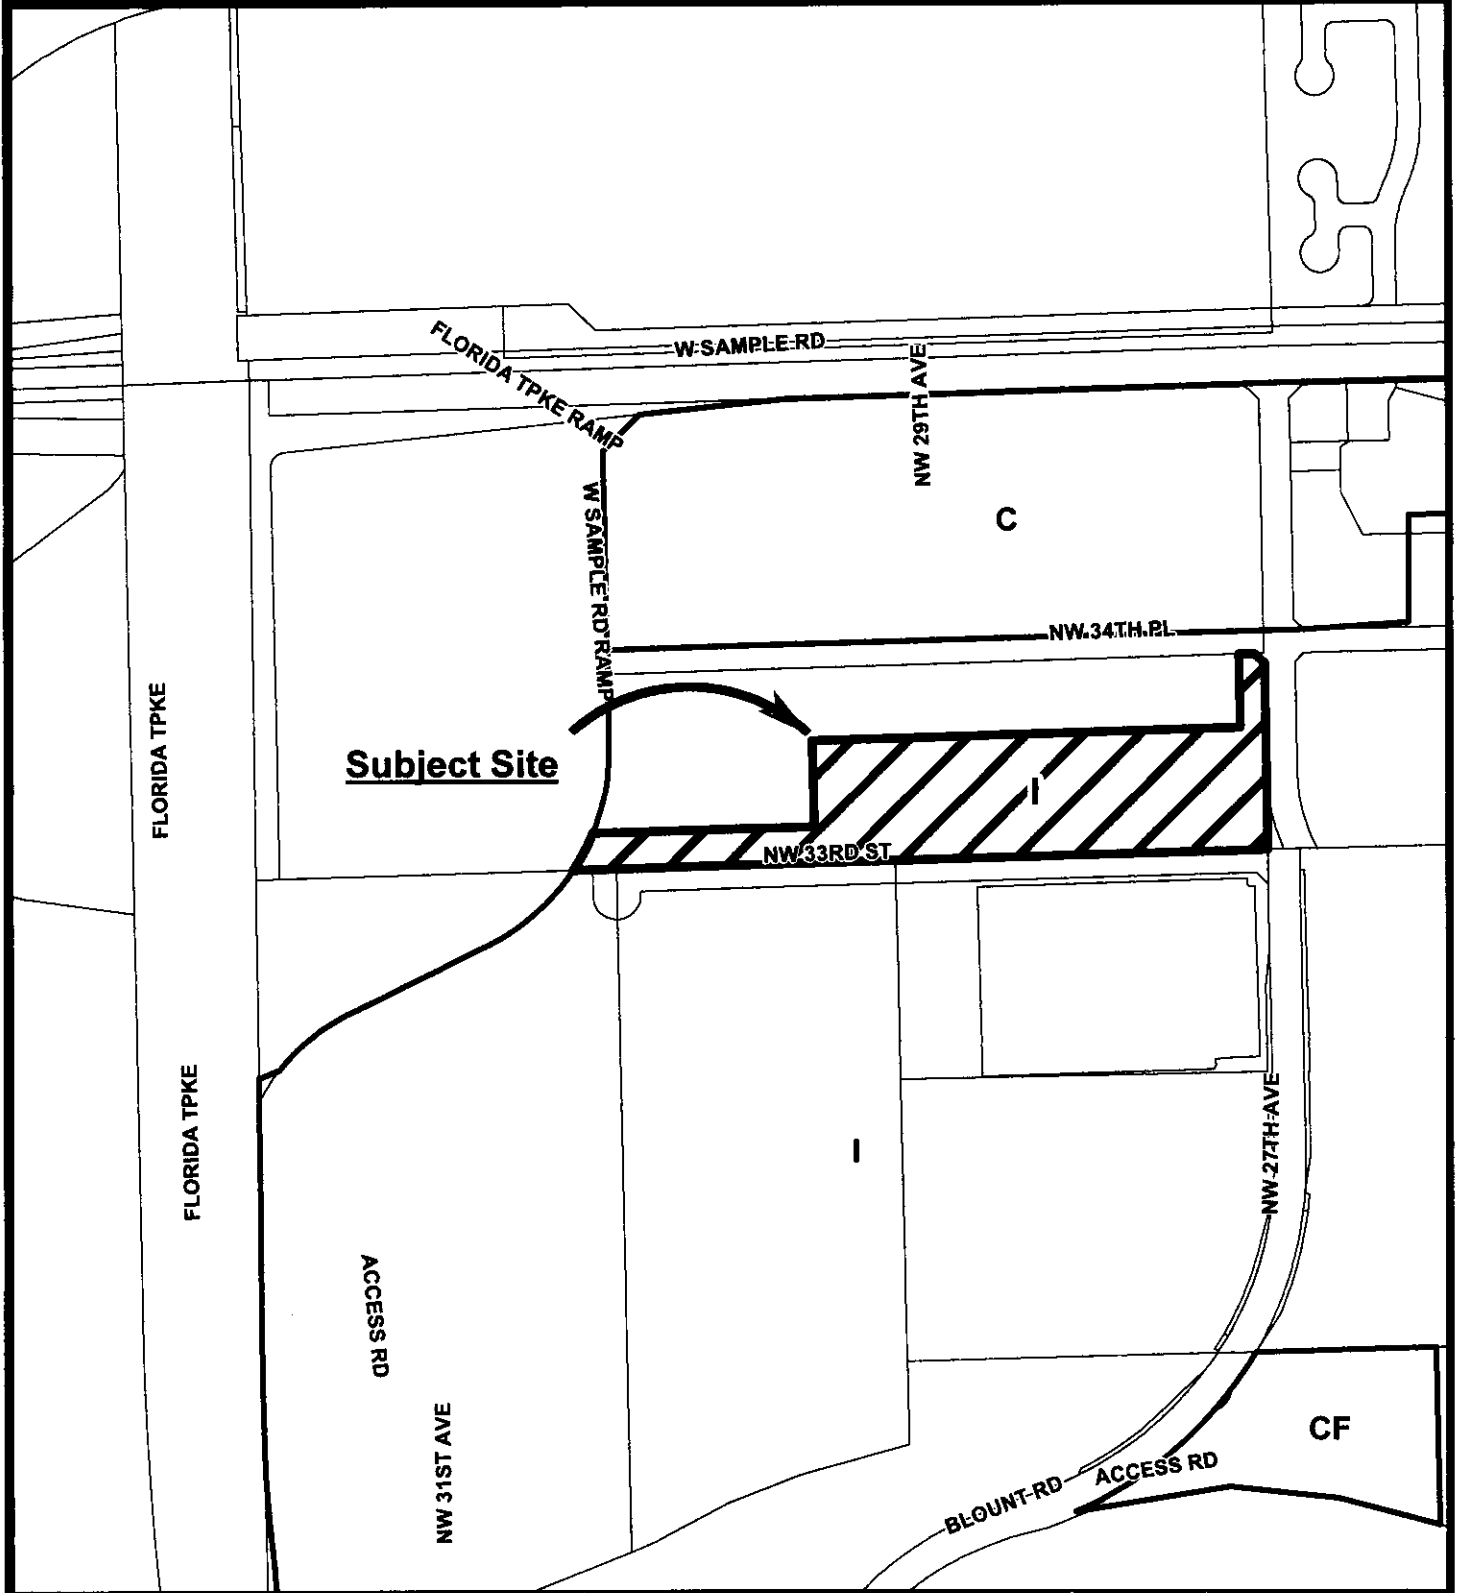 W SAMPLE RD
FLORIDA TPKE RAMP
NW 29TH AVE
W SAMPLE RD RAMP
C
NW 34TH PL
FLORIDA TPKE
Subject Site
I
NW 33RD ST
FLORIDA TPKE
NW 27TH AVE
I
ACCESS RD
NW 31ST AVE
CF
ACCESS RD
BLOUNT RD